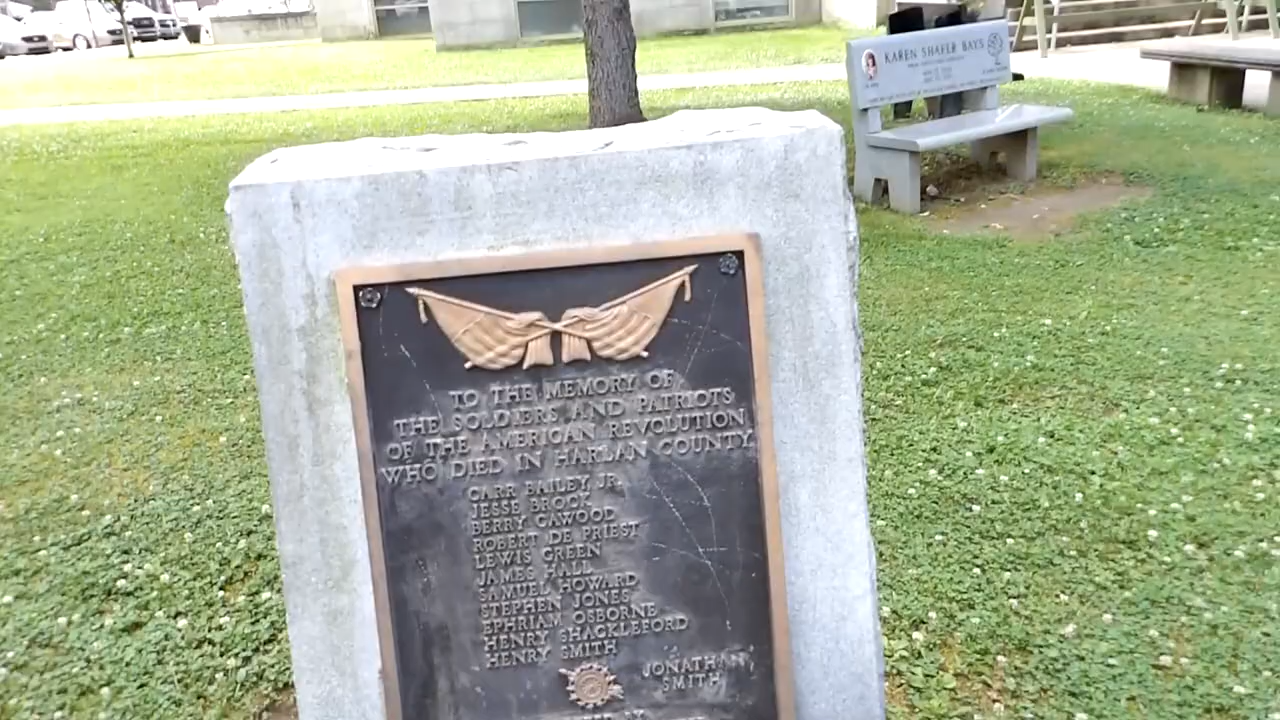 KAREN SHAFER BAYS
TO THE MEMORY OF
THE SOLDIERS AND PATRIOTS
OF THE AMERICAN REVOLUTION
WHO DIED IN HARLAN COUNTY.
CARR BAILEY, JR.
JESSE BROCK
BERRY CAWOOD
ROBERT DE PRIEST
LEWIS GREEN
JAMES HALL
SAMUEL HOWARD
STEPHEN JONES
EPHRIAM OSBORNE
HENRY SHACKLEFORD
HENRY SMITH
JONATHAN
SMITH